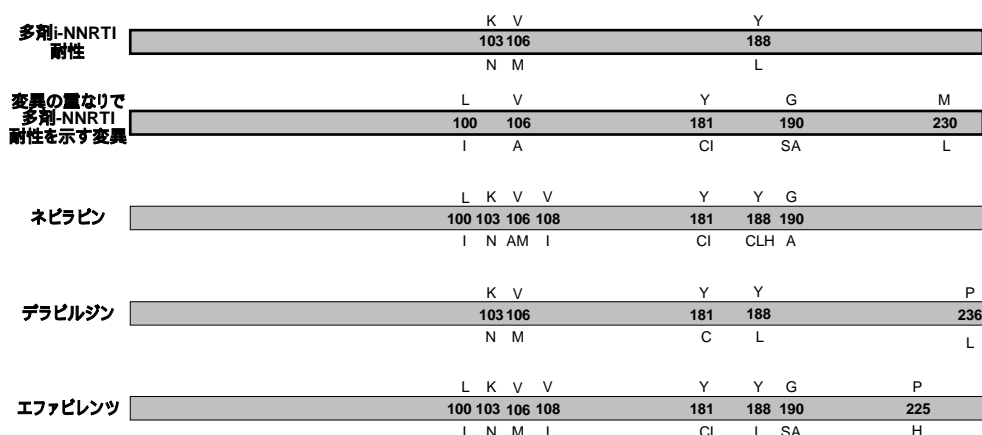 K V Y
多剤i-NNRTI
耐性
103 106 188
N M L
変異の重なりで
多剤-NNRTI
耐性を示す変異
L V Y G M
100 106 181 190 230
I A CI SA L
L K V V Y Y G
ネビラピン
100 103 106 108 181 188 190
I N AM I CI CLH A
K V Y Y P
デラビルジン
103 106 181 188 236
N M C L L
L K V V Y Y G P
エファビレンツ
100 103 106 108 181 188 190 225
I N M I CI L SA H